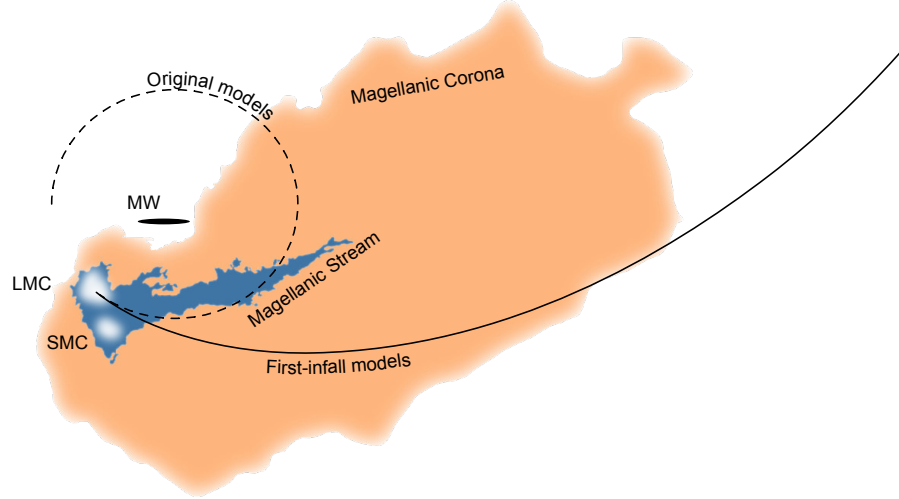 Original models
Magellanic Corona
MW
Magellanic Stream
LMC
SMC
First-infall models